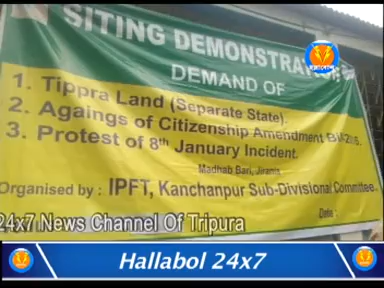 SITING DEMONSTRATION
DEMAND OF
1. Tippra Land (Separate State).
2. Agaings of Citizenship Amendment Bill-2016.
3. Protest of 8th January Incident.
Madhab Bari, Jirania
Organised by : IPFT, Kanchanpur Sub-Divisional Committee.
Date :
24x7 News Channel Of Tripura
Hallabol 24x7